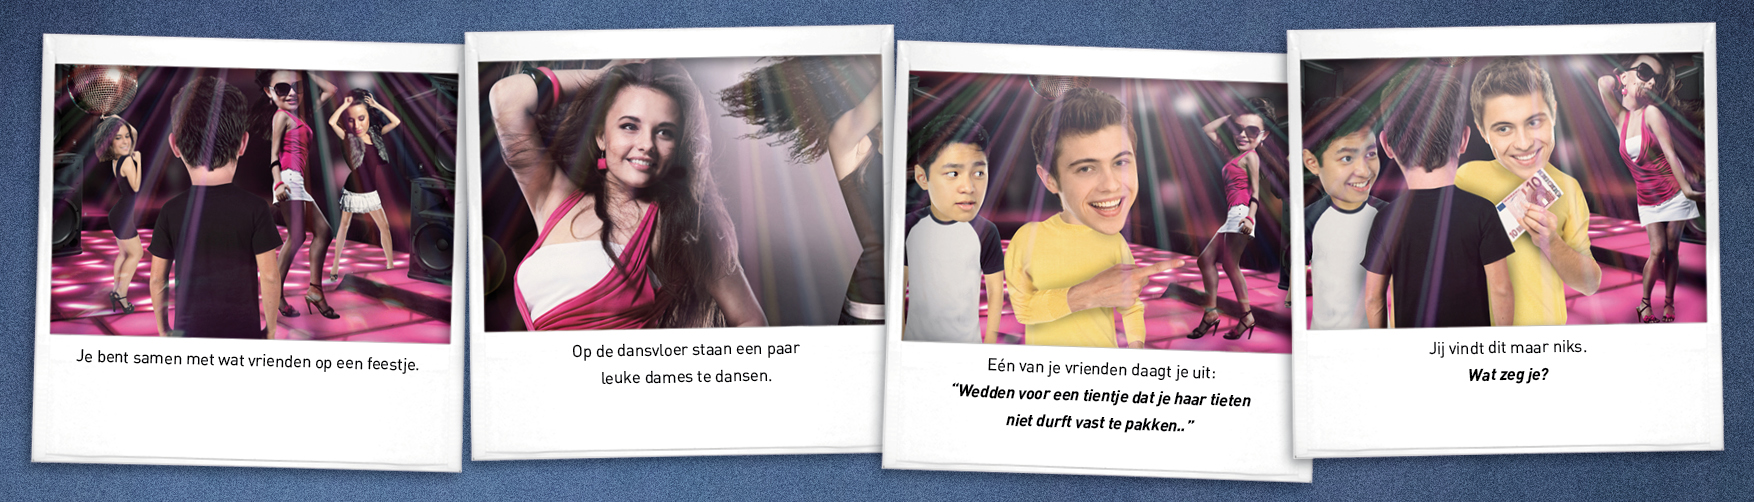 Je bent samen met wat vrienden op een feestje.
Op de dansvloer staan een paar
leuke dames te dansen.
Eén van je vrienden daagt je uit:
“Wedden voor een tientje dat je haar tieten
niet durft vast te pakken..”
10
Jij vindt dit maar niks.
Wat zeg je?